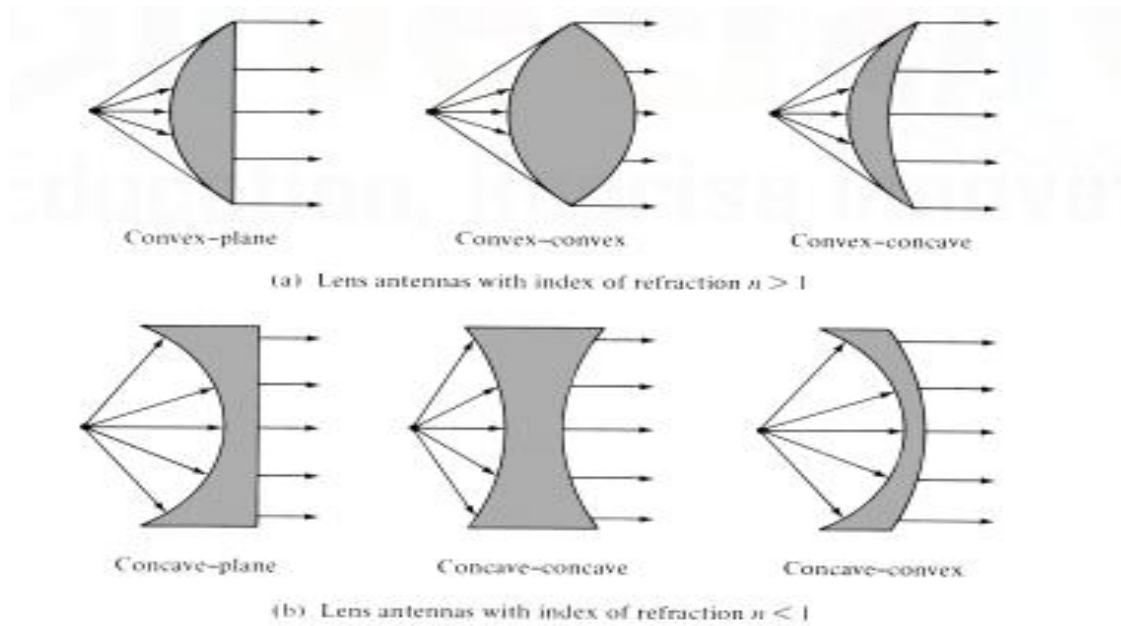 Convex–plane
Convex–convex
Convex–concave
(a) Lens antennas with index of refraction n > 1
Concave–plane
Concave–concave
Concave–convex
(b) Lens antennas with index of refraction n < 1